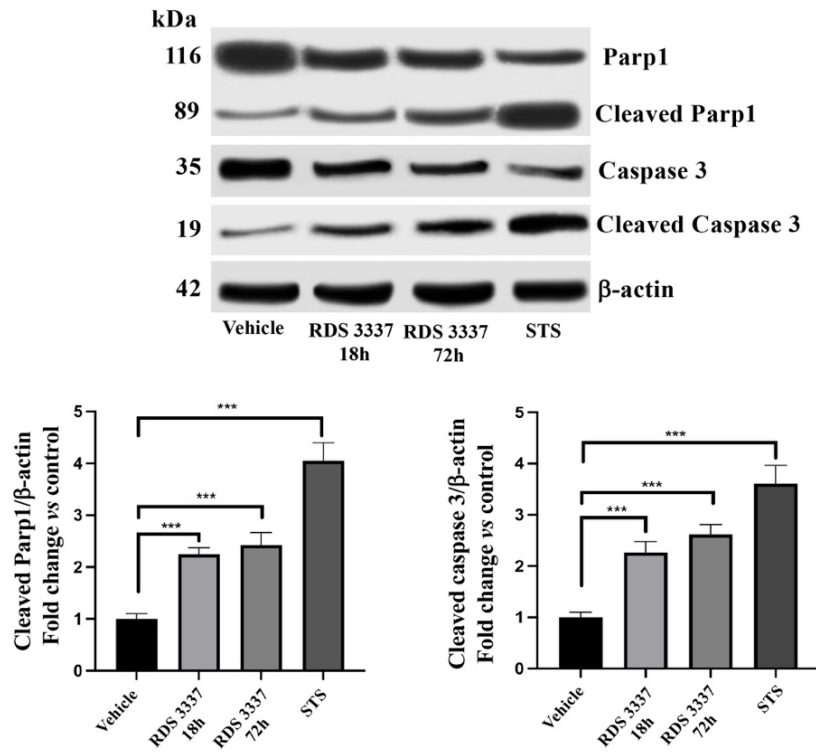 kDa
116 Parp1
89 Cleaved Parp1
35 Caspase 3
19 Cleaved Caspase 3
42 β-actin
Vehicle RDS 3337 RDS 3337 STS
18h 72h
Cleaved Parp1/β-actin
Fold change vs control
5
4
3
2
1
0
***
***
***
Vehicle
RDS 3337
18h
RDS 3337
72h
STS
Cleaved caspase 3/β-actin
Fold change vs control
5
4
3
2
1
0
***
***
***
Vehicle
RDS 3337
18h
RDS 3337
72h
STS